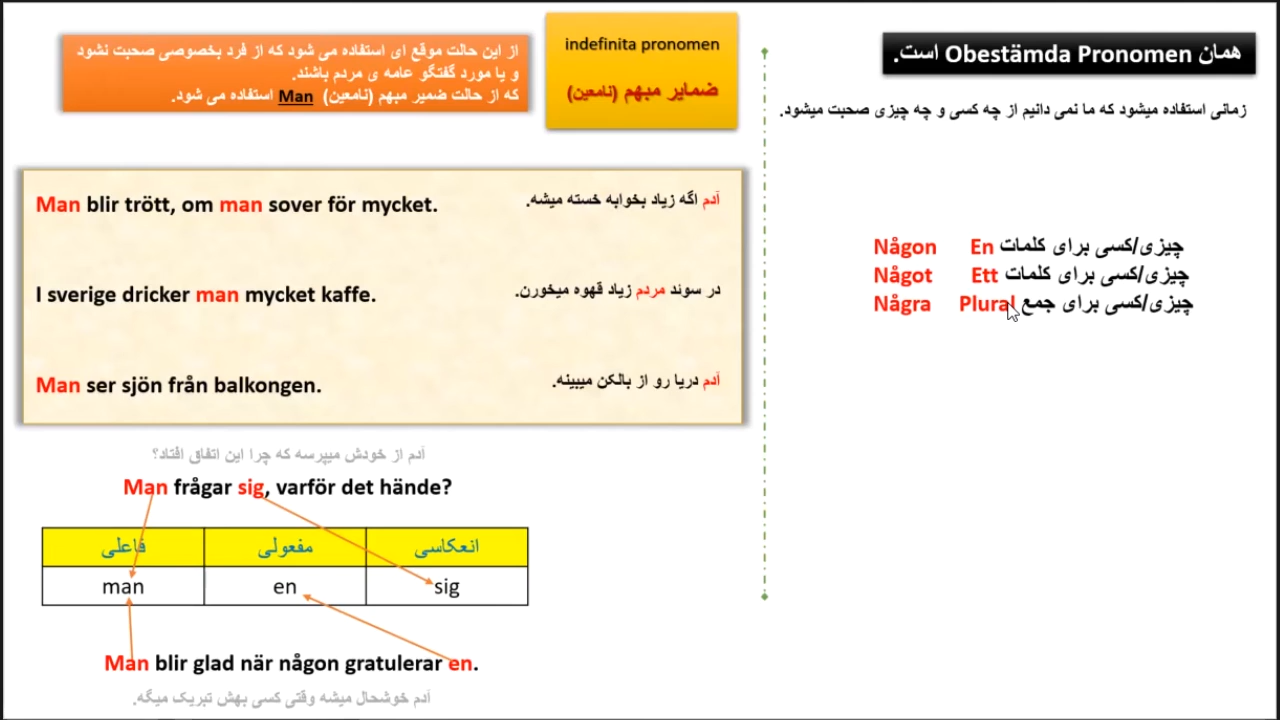 همان Obestämda Pronomen است.
زمانی استفاده میشود که ما نمی دانیم از چه کسی و چه چیزی صحبت میشود.
چیزی/کسی برای کلمات En Någon
چیزی/کسی برای کلمات Ett Något
چیزی/کسی برای جمع Plural Några
indefinita pronomen
ضمایر مبهم (نامعین)
از این حالت موقع ای استفاده می شود که از فرد بخصوصی صحبت نشود
و یا مورد گفتگو عامه ی مردم باشند.
که از حالت ضمیر مبهم (نامعین) Man استفاده می شود.
Man blir trött, om man sover för mycket.
آدم اگه زیاد بخوابه خسته میشه.
I sverige dricker man mycket kaffe.
در سوئد مردم زیاد قهوه میخورن.
Man ser sjön från balkongen.
آدم دریا رو از بالکن میبینه.
آدم از خودش میپرسه که چرا این اتفاق افتاد؟
Man frågar sig, varför det hände?
فاعلی مفعولی انعکاسی
man en sig
Man blir glad när någon gratulerar en.
آدم خوشحال میشه وقتی کسی بهش تبریک میگه.